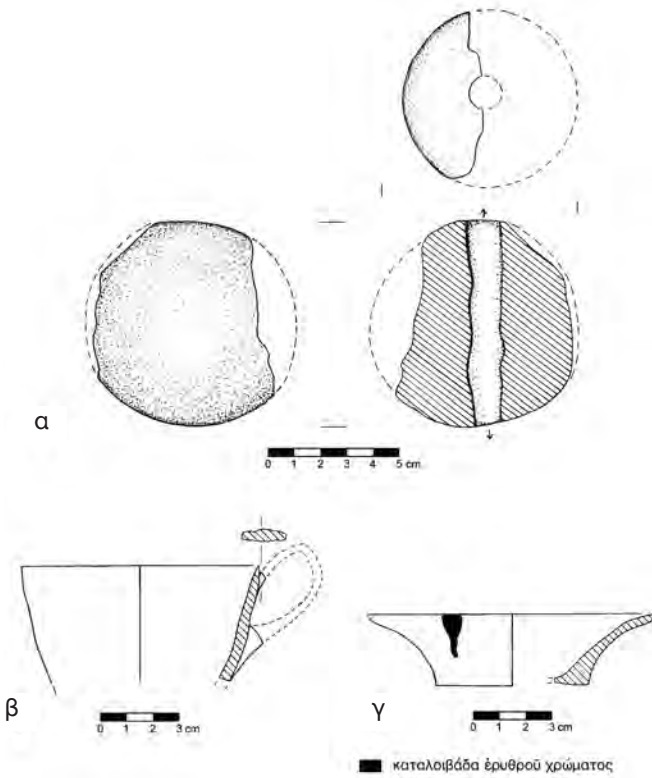 α
0 1 2 3 4 5 cm
β
0 1 2 3 cm
γ
0 1 2 3 cm
καταλοιβάδα ἐρυθροῦ χρώματος